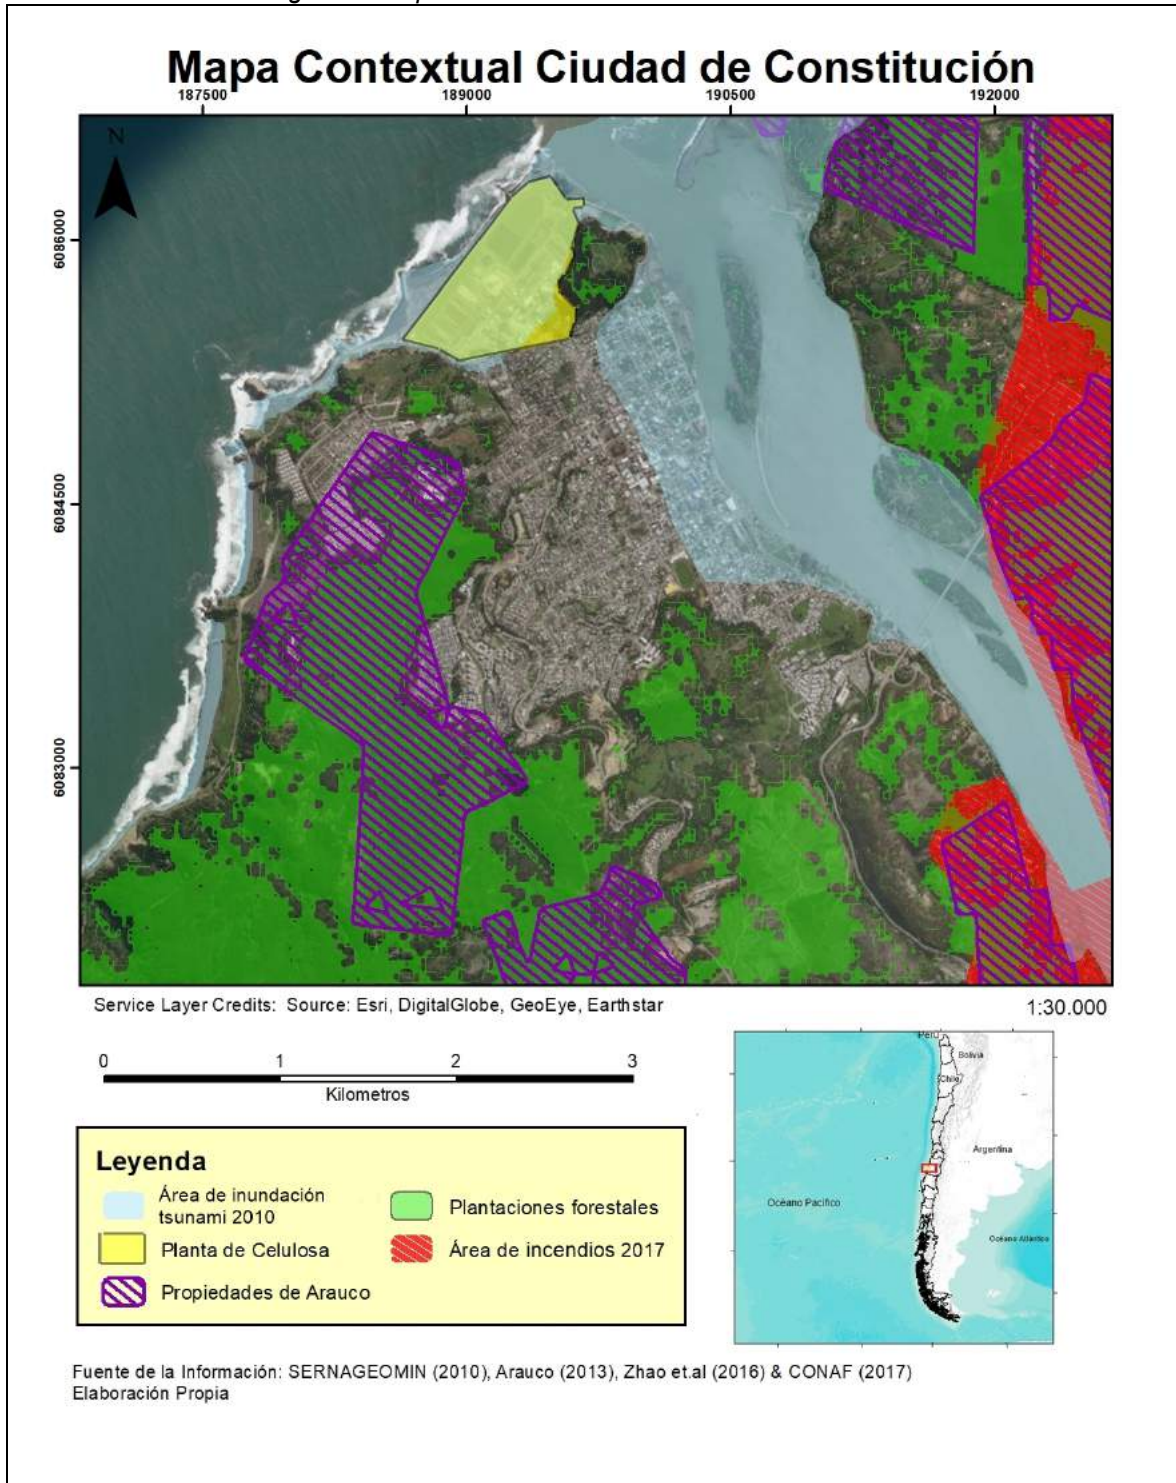 Mapa Contextual Ciudad de Constitución
187500 189000 190500 192000
N
6086000
6084500
6083000
Service Layer Credits: Source: Esri, DigitalGlobe, GeoEye, Earthstar
1:30.000
0 1 2 3
Kilometros
Perú
Bolivia
Chile
Argentina
Océano Pacífico
Océano Atlántico
Leyenda
Área de inundación
tsunami 2010
Plantaciones forestales
Planta de Celulosa
Área de incendios 2017
Propiedades de Arauco
Fuente de la Información: SERNAGEOMIN (2010), Arauco (2013), Zhao et.al (2016) & CONAF (2017)
Elaboración Propia